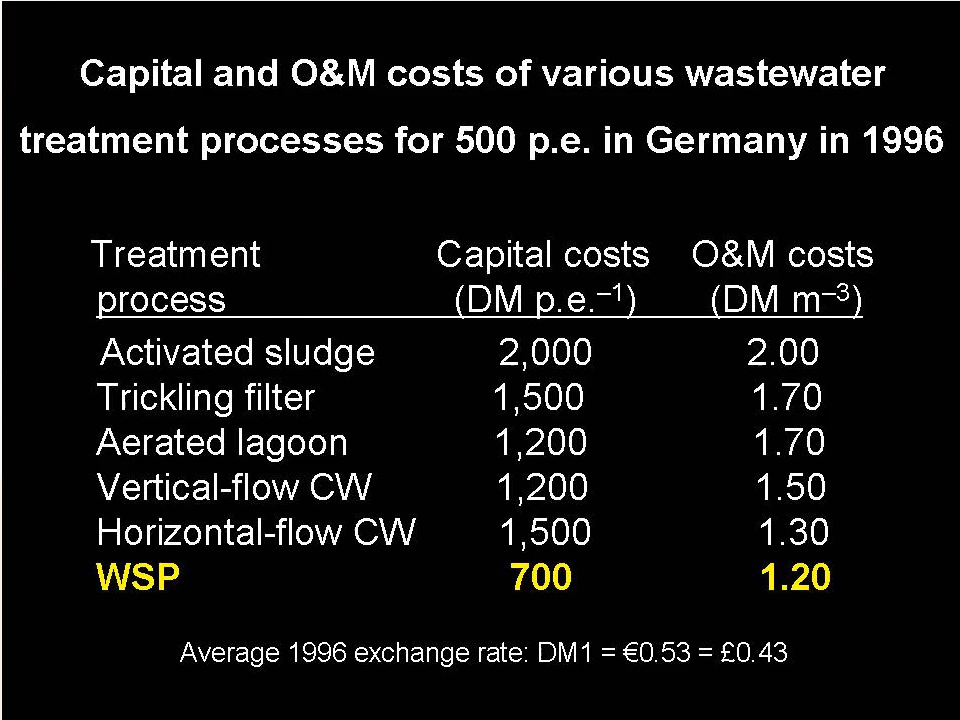 Capital and O&M costs of various wastewater
treatment processes for 500 p.e. in Germany in 1996
Treatment Capital costs O&M costs
process (DM p.e.⁻¹) (DM m⁻³)
Activated sludge 2,000 2.00
Trickling filter 1,500 1.70
Aerated lagoon 1,200 1.70
Vertical-flow CW 1,200 1.50
Horizontal-flow CW 1,500 1.30
WSP 700 1.20
Average 1996 exchange rate: DM1 = €0.53 = £0.43